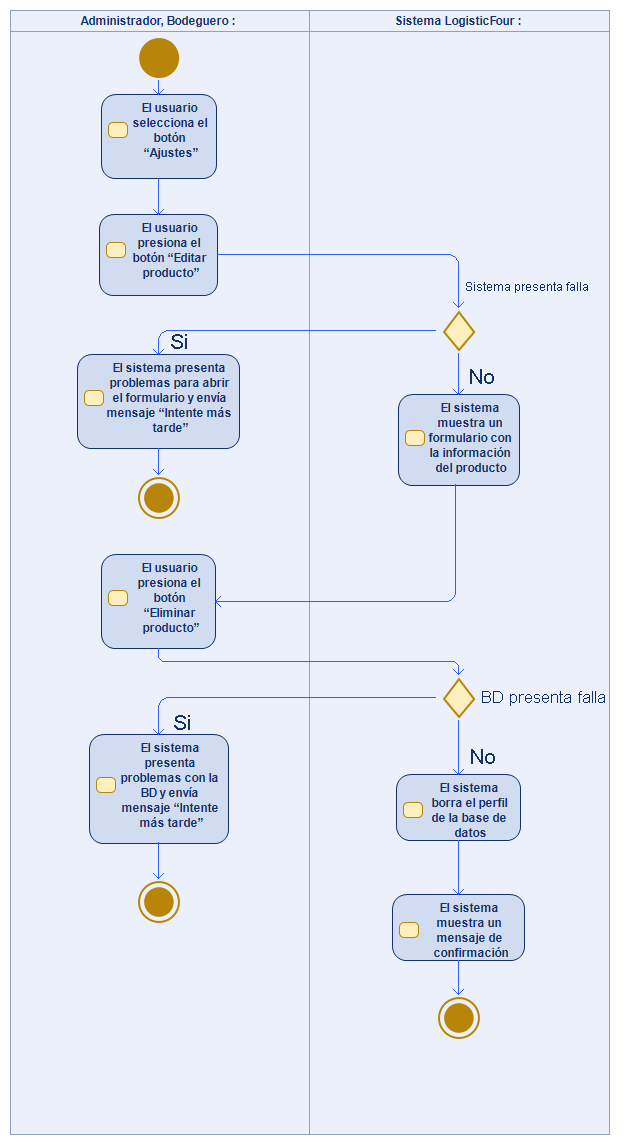 Administrador, Bodeguero :
Sistema LogisticFour :
El usuario
selecciona el
botón
“Ajustes”
El usuario
presiona el
botón “Editar
producto”
Sistema presenta falla
Si
No
El sistema presenta
problemas para abrir
el formulario y envía
mensaje “Intente más
tarde”
El sistema
muestra un
formulario con
la información
del producto
El usuario
presiona el
botón
“Eliminar
producto”
BD presenta falla
Si
No
El sistema
presenta
problemas con la
BD y envía
mensaje “Intente
más tarde”
El sistema
borra el perfil
de la base de
datos
El sistema
muestra un
mensaje de
confirmación